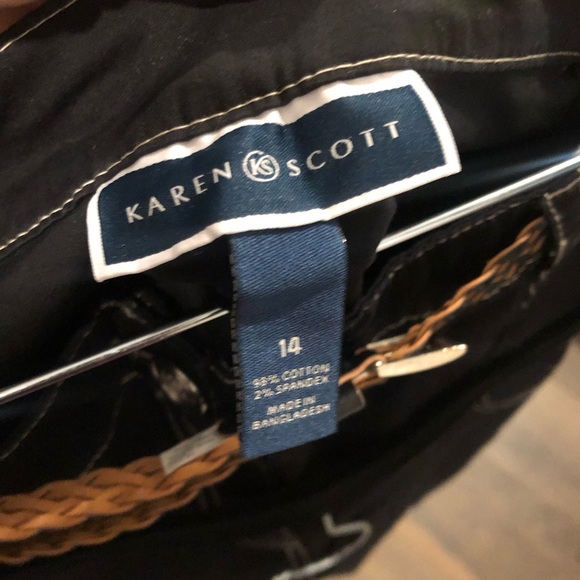 KAREN KS SCOTT
14
98% COTTON
2% SPANDEX
MADE IN
BANGLADESH